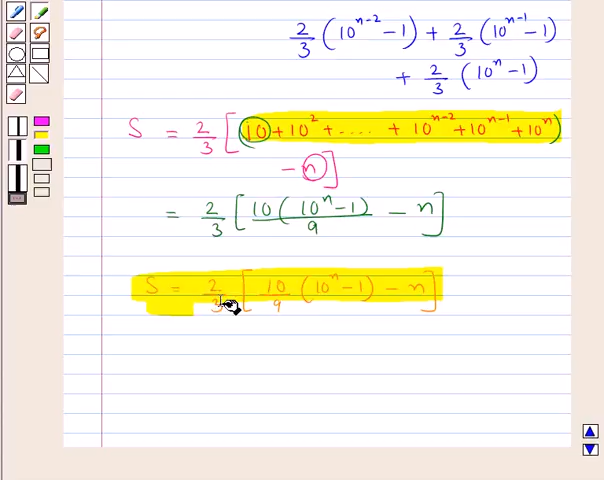 2/3 (10^{n-2} - 1) + 2/3 (10^{n-1} - 1)
+ 2/3 (10^n - 1)
S = 2/3 [(10 + 10^2 + ..... + 10^{n-2} + 10^{n-1} + 10^n)
- n]
= 2/3 [10(10^n - 1)/9 - n]
S = 2/3 [10/9 (10^n - 1) - n]